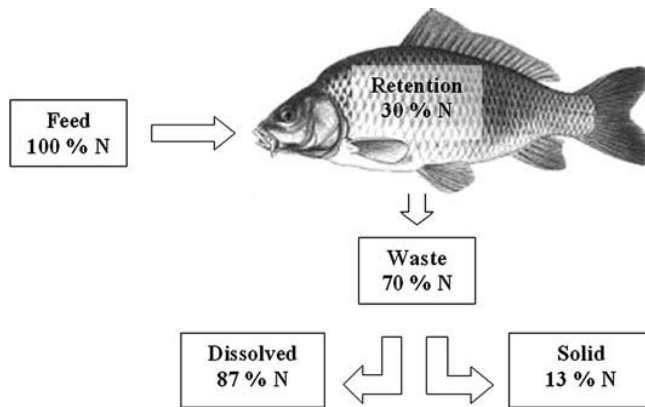 Retention
30 % N
Feed
100 % N
Waste
70 % N
Dissolved
87 % N
Solid
13 % N